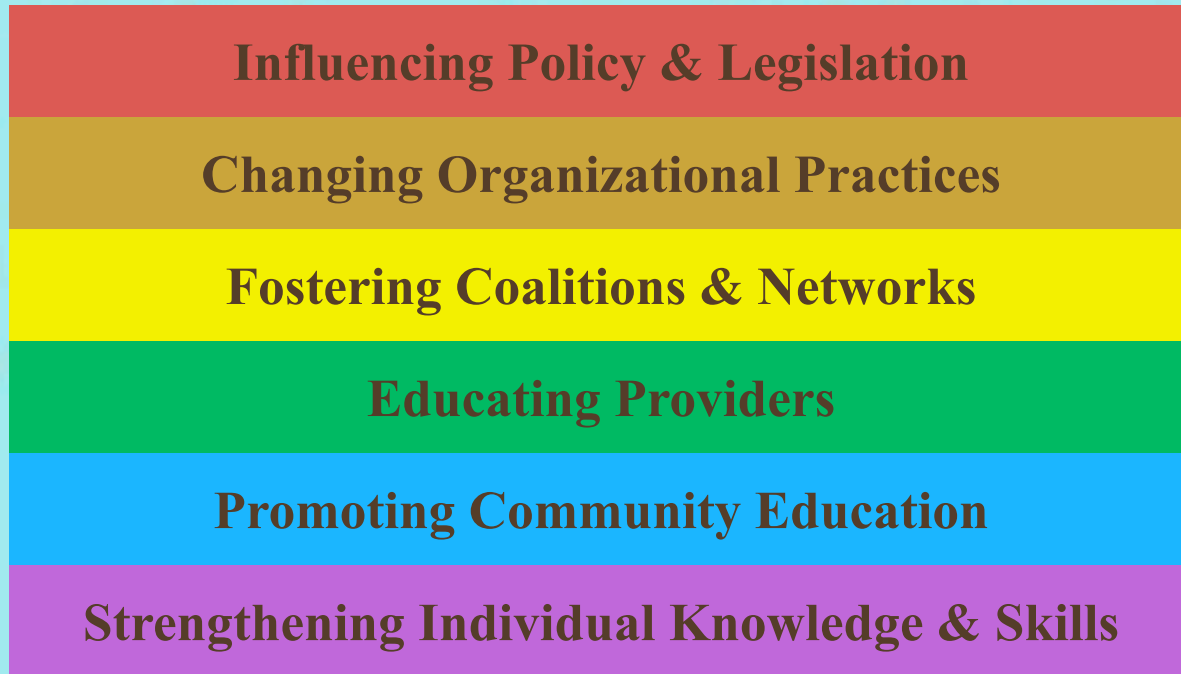 Influencing Policy & Legislation
Changing Organizational Practices
Fostering Coalitions & Networks
Educating Providers
Promoting Community Education
Strengthening Individual Knowledge & Skills